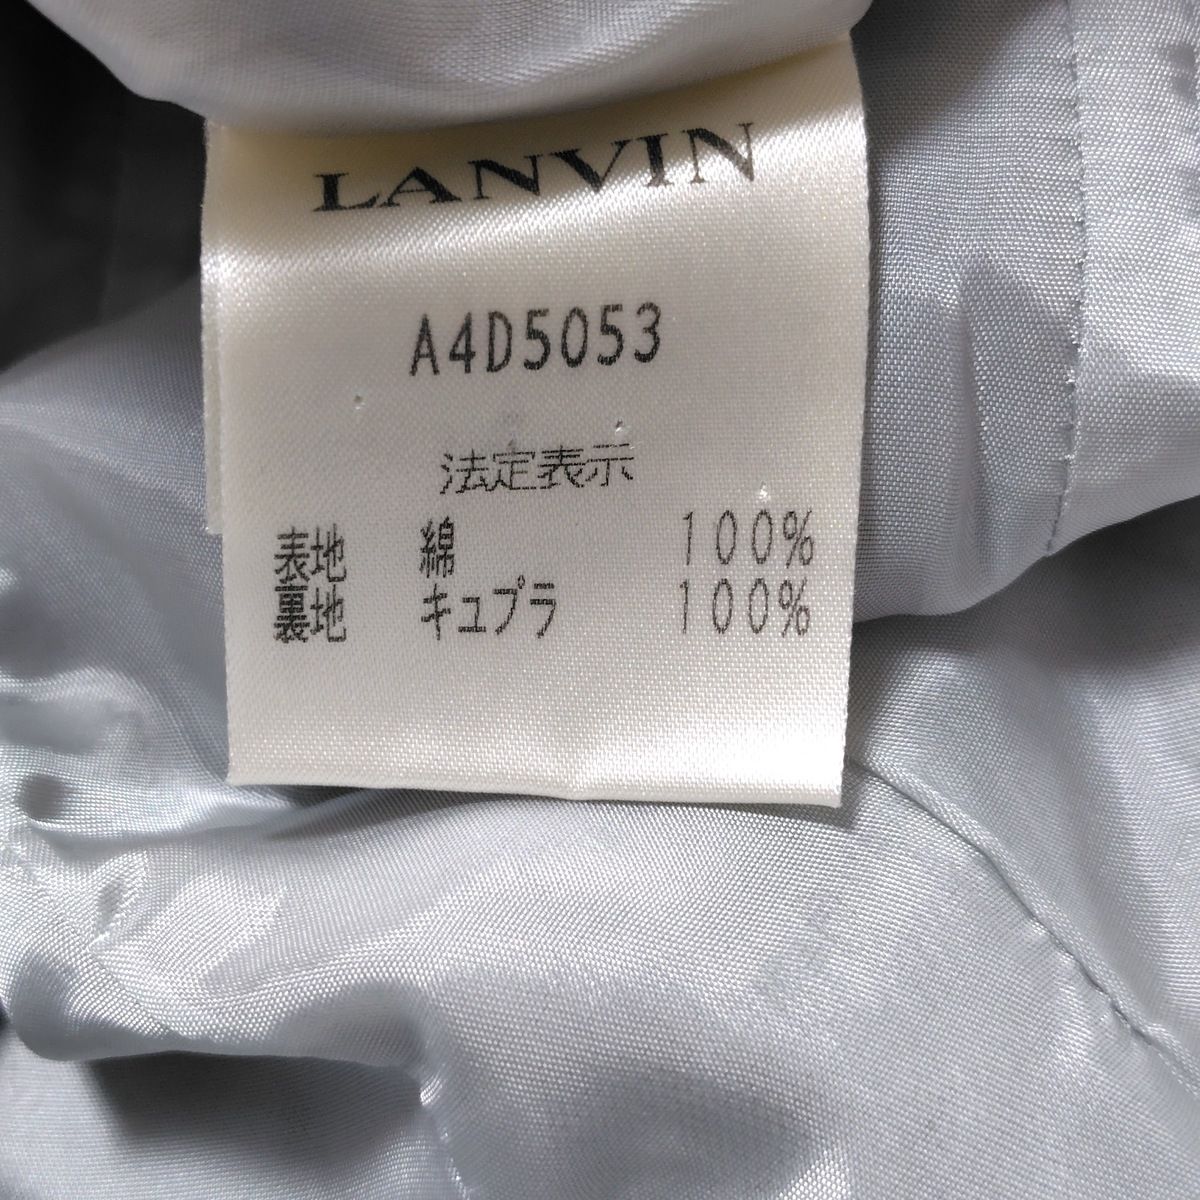 LANVIN
A4D5053
法定表示
表地 綿 100%
裏地 キュプラ 100%